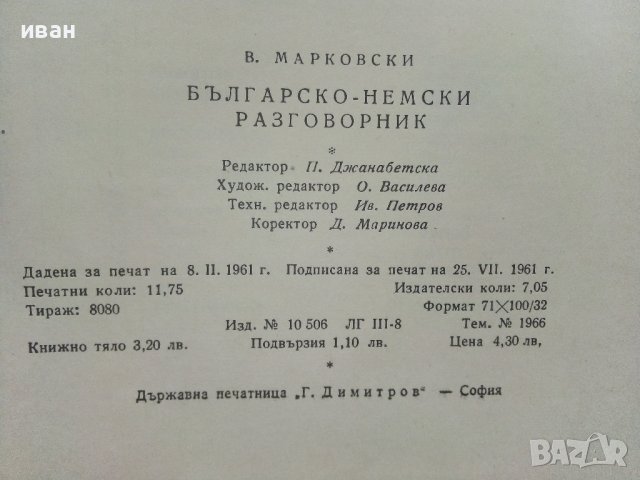 иван
В. МАРКОВСКИ
БЪЛГАРСКО-НЕМСКИ
РАЗГОВОРНИК
*
Редактор П. Джанабетска
Худож. редактор О. Василева
Техн. редактор Ив. Петров
Коректор Д. Маринова
*
Дадена за печат на 8. II. 1961 г. Подписана за печат на 25. VII. 1961 г.
Печатни коли: 11,75 Издателски коли: 7,05
Тираж: 8080 Формат 71×100/32
Изд. № 10 506 ЛГ III-8 Тем. № 1966
Книжно тяло 3,20 лв. Подвързия 1,10 лв. Цена 4,30 лв,
*
Държавна печатница „Г. Димитров“ — София
BAZAR